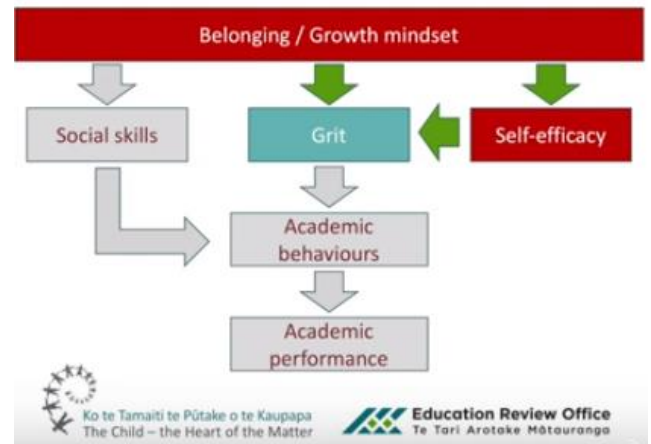 Belonging / Growth mindset
Social skills
Grit
Self-efficacy
Academic
behaviours
Academic
performance
Ko te Tamaiti te Pūtake o te Kaupapa
The Child – the Heart of the Matter
Education Review Office
Te Tari Arotake Mātauranga